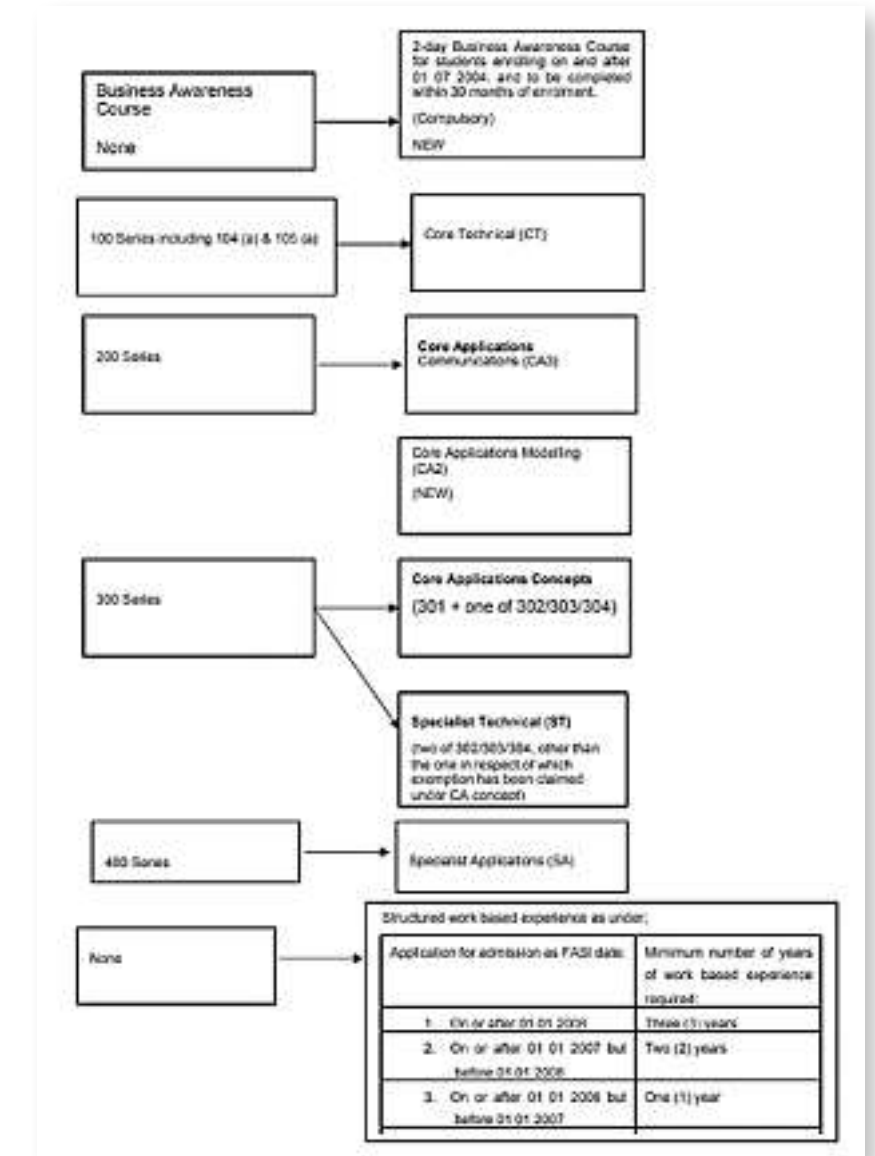 Business Awareness
Course
None
2-day Business Awareness Course
for students enrolling on and after
01 07 2004, and to be completed
within 30 months of enrolment.
(Compulsory)
NEW
100 Series including 104 (a) & 105 (a)
Core Technical (CT)
200 Series
Core Applications
Communications (CA3)
Core Applications Modelling
(CA2)
(NEW)
300 Series
Core Applications Concepts
(301 + one of 302/303/304)
Specialist Technical (ST)
(two of 302/303/304, other than
the one in respect of which
exemption has been claimed
under CA concept)
400 Series
Specialist Applications (SA)
None
Structured work based experience as under;
Application for admission as FASI date:
Minimum number of years
of work based experience
required:
1. On or after 01 01 2008
Three (3) years
2. On or after 01 01 2007 but
before 01 01 2008
Two (2) years
3. On or after 01 01 2006 but
before 01 01 2007
One (1) year